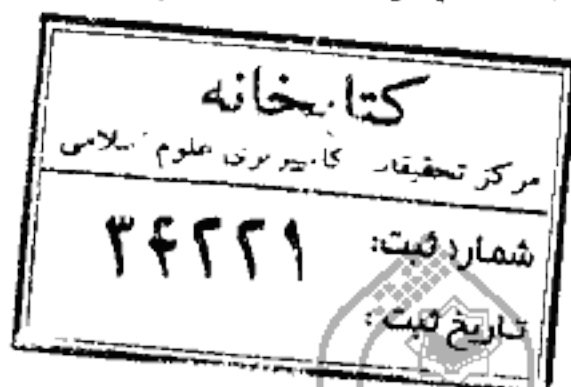 کتابخانه
مرکز تحقیقات کامپیوتری علوم اسلامی
شماره ثبت: ۳۴۲۲۱
تاریخ ثبت: